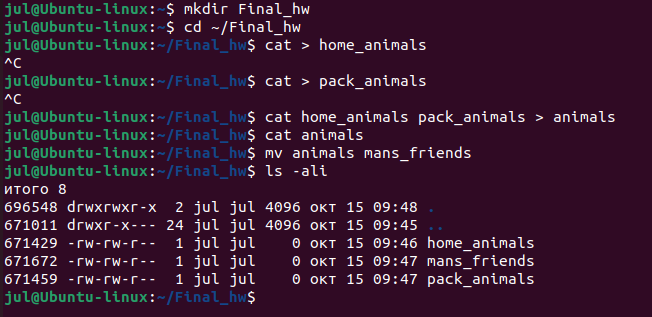 jul@Ubuntu-linux:~$ mkdir Final_hw
jul@Ubuntu-linux:~$ cd ~/Final_hw
jul@Ubuntu-linux:~/Final_hw$ cat > home_animals
^C
jul@Ubuntu-linux:~/Final_hw$ cat > pack_animals
^C
jul@Ubuntu-linux:~/Final_hw$ cat home_animals pack_animals > animals
jul@Ubuntu-linux:~/Final_hw$ cat animals
jul@Ubuntu-linux:~/Final_hw$ mv animals mans_friends
jul@Ubuntu-linux:~/Final_hw$ ls -ali
итого 8
696548 drwxrwxr-x  2 jul jul 4096 окт 15 09:48 .
671011 drwxr-x--- 24 jul jul 4096 окт 15 09:45 ..
671429 -rw-rw-r--  1 jul jul    0 окт 15 09:46 home_animals
671672 -rw-rw-r--  1 jul jul    0 окт 15 09:47 mans_friends
671459 -rw-rw-r--  1 jul jul    0 окт 15 09:47 pack_animals
jul@Ubuntu-linux:~/Final_hw$